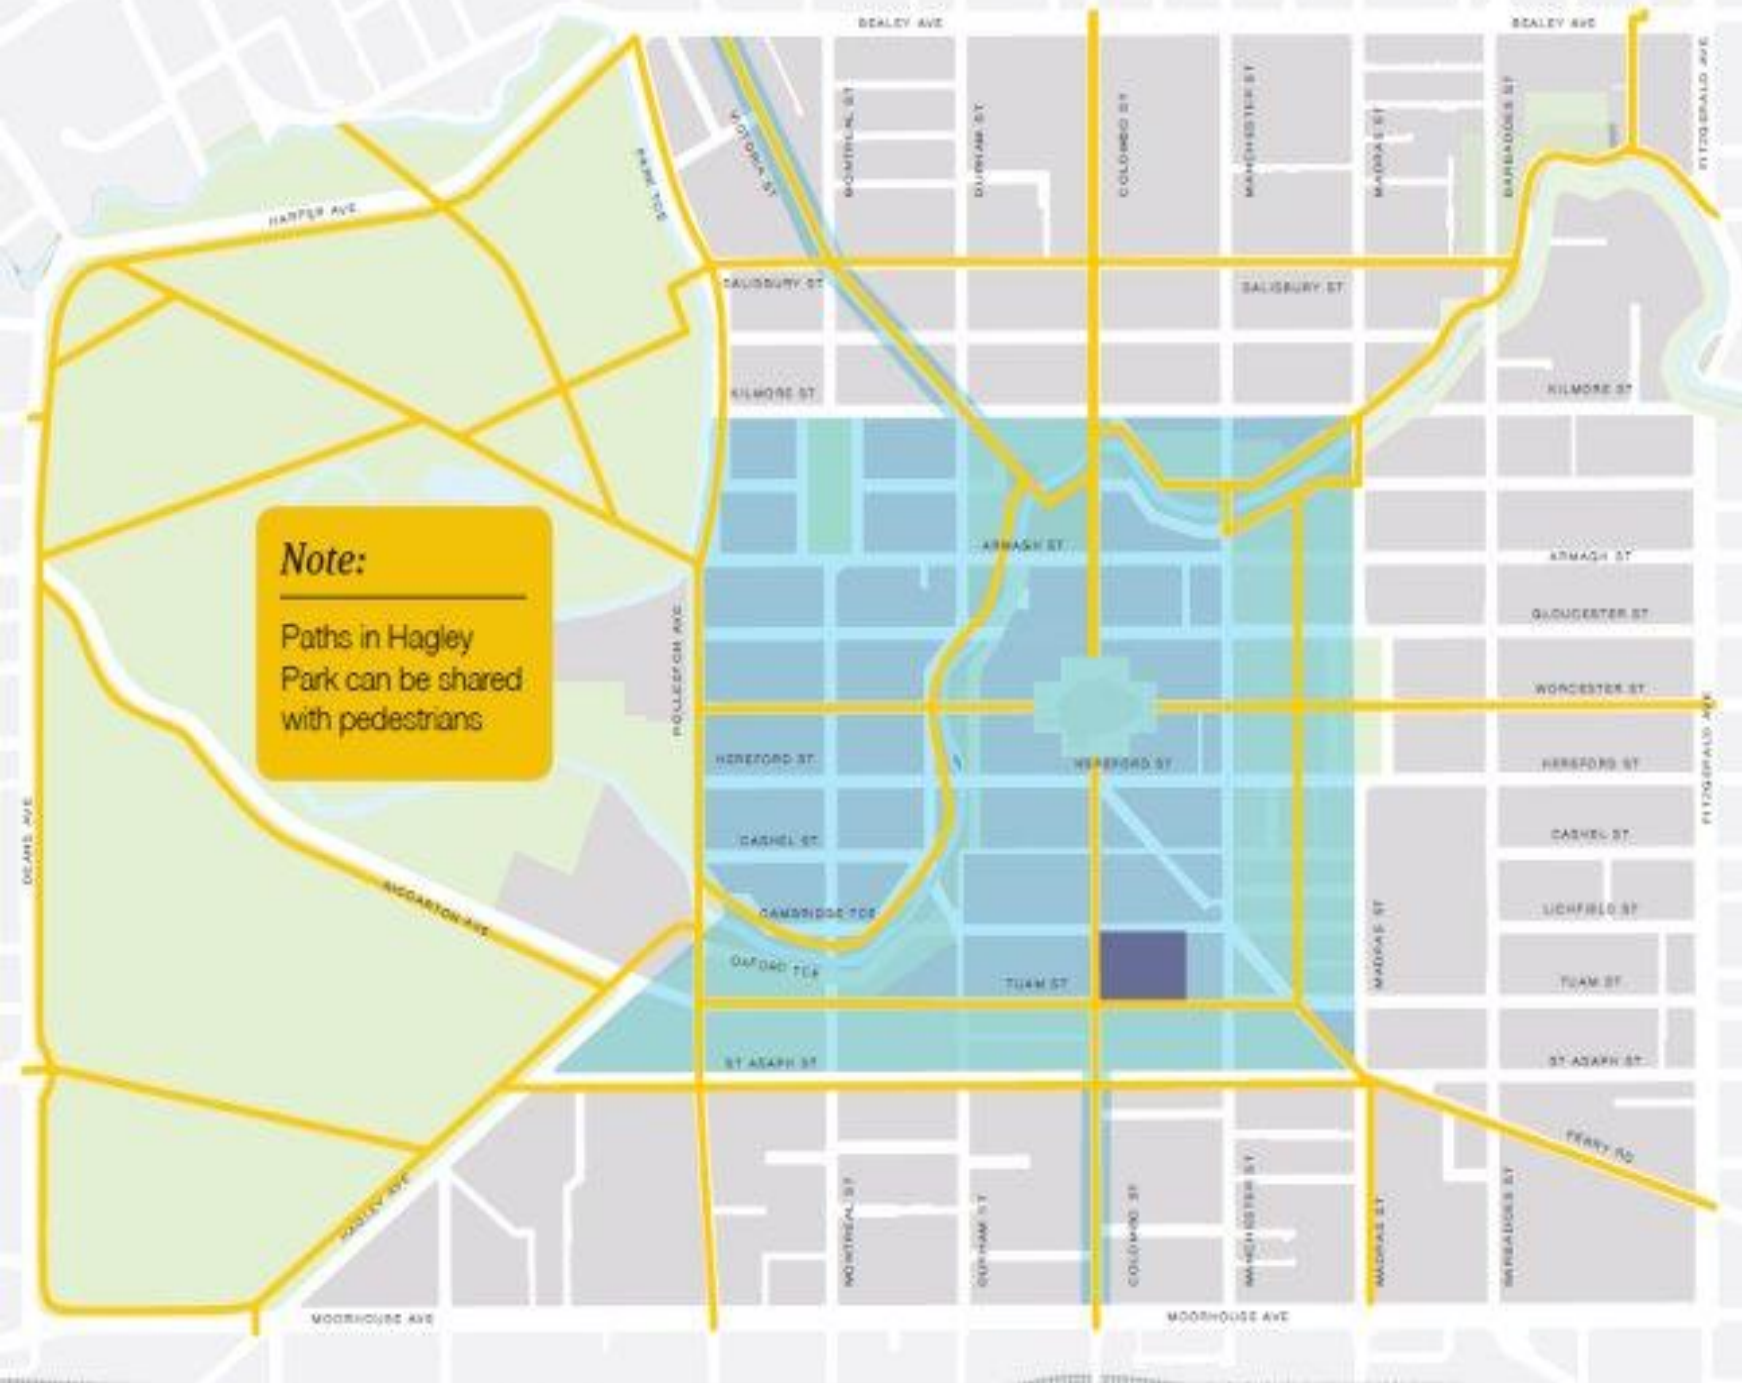 BEALEY AVE
BEALEY AVE
FITZGERALD AVE
VICTORIA ST
MONTREAL ST
DURHAM ST
COLOMBO ST
MANCHESTER ST
MADRAS ST
BARBADOES ST
PARK TCE
HARPER AVE
SALISBURY ST
SALISBURY ST
KILMORE ST
KILMORE ST
Note:
Paths in Hagley
Park can be shared
with pedestrians
ARMAGH ST
ARMAGH ST
GLOUCESTER ST
ROLLESTON AVE
WORCESTER ST
HEREFORD ST
HEREFORD ST
HEREFORD ST
FITZGERALD AVE
DEANS AVE
CASHEL ST
CASHEL ST
RICCARTON AVE
CAMBRIDGE TCE
LICHFIELD ST
MADRAS ST
OXFORD TCE
TUAM ST
TUAM ST
ST ASAPH ST
ST ASAPH ST
FERRY RD
HAGLEY AVE
MONTREAL ST
DURHAM ST
COLOMBO ST
MANCHESTER ST
MADRAS ST
BARBADOES ST
MOORHOUSE AVE
MOORHOUSE AVE